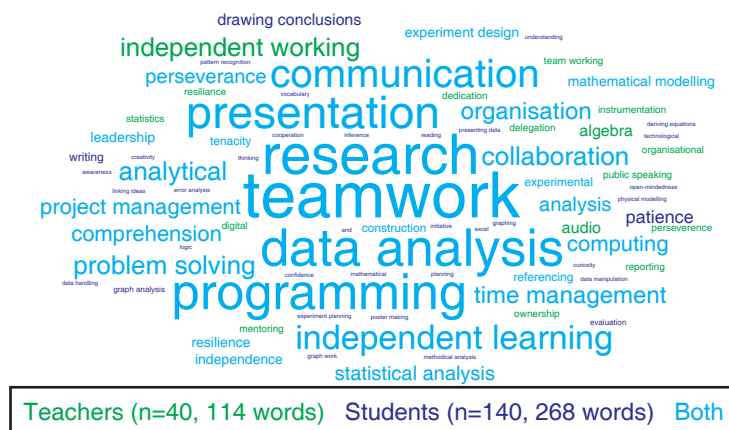 drawing conclusions
experiment design
understanding
independent working
pattern recognition
team working
perseverance
communication
mathematical modelling
resiliance
vocabulary
dedication
presentation
organisation
instrumentation
statistics
deriving equations
leadership
tenacity
cooperation
inference
reading
presenting data
delegation
algebra
technological
writing
creativity
thinking
research
collaboration
organisational
awareness
analytical
public speaking
linking ideas
error analysis
teamwork
experimental
open-mindedness
physical modelling
project management
analysis
patience
digital
construction
initiative
graphing
audio
perseverence
comprehension
and
excel
logic
data analysis
computing
problem solving
curiosity
reporting
data handling
graph analysis
confidence
mathematical
planning
referencing
data manipulation
programming
time management
experiment planning
poster making
ownership
mentoring
independent learning
evaluation
resilience
independence
graph work
methodical analysis
statistical analysis
Teachers (n=40, 114 words) Students (n=140, 268 words) Both